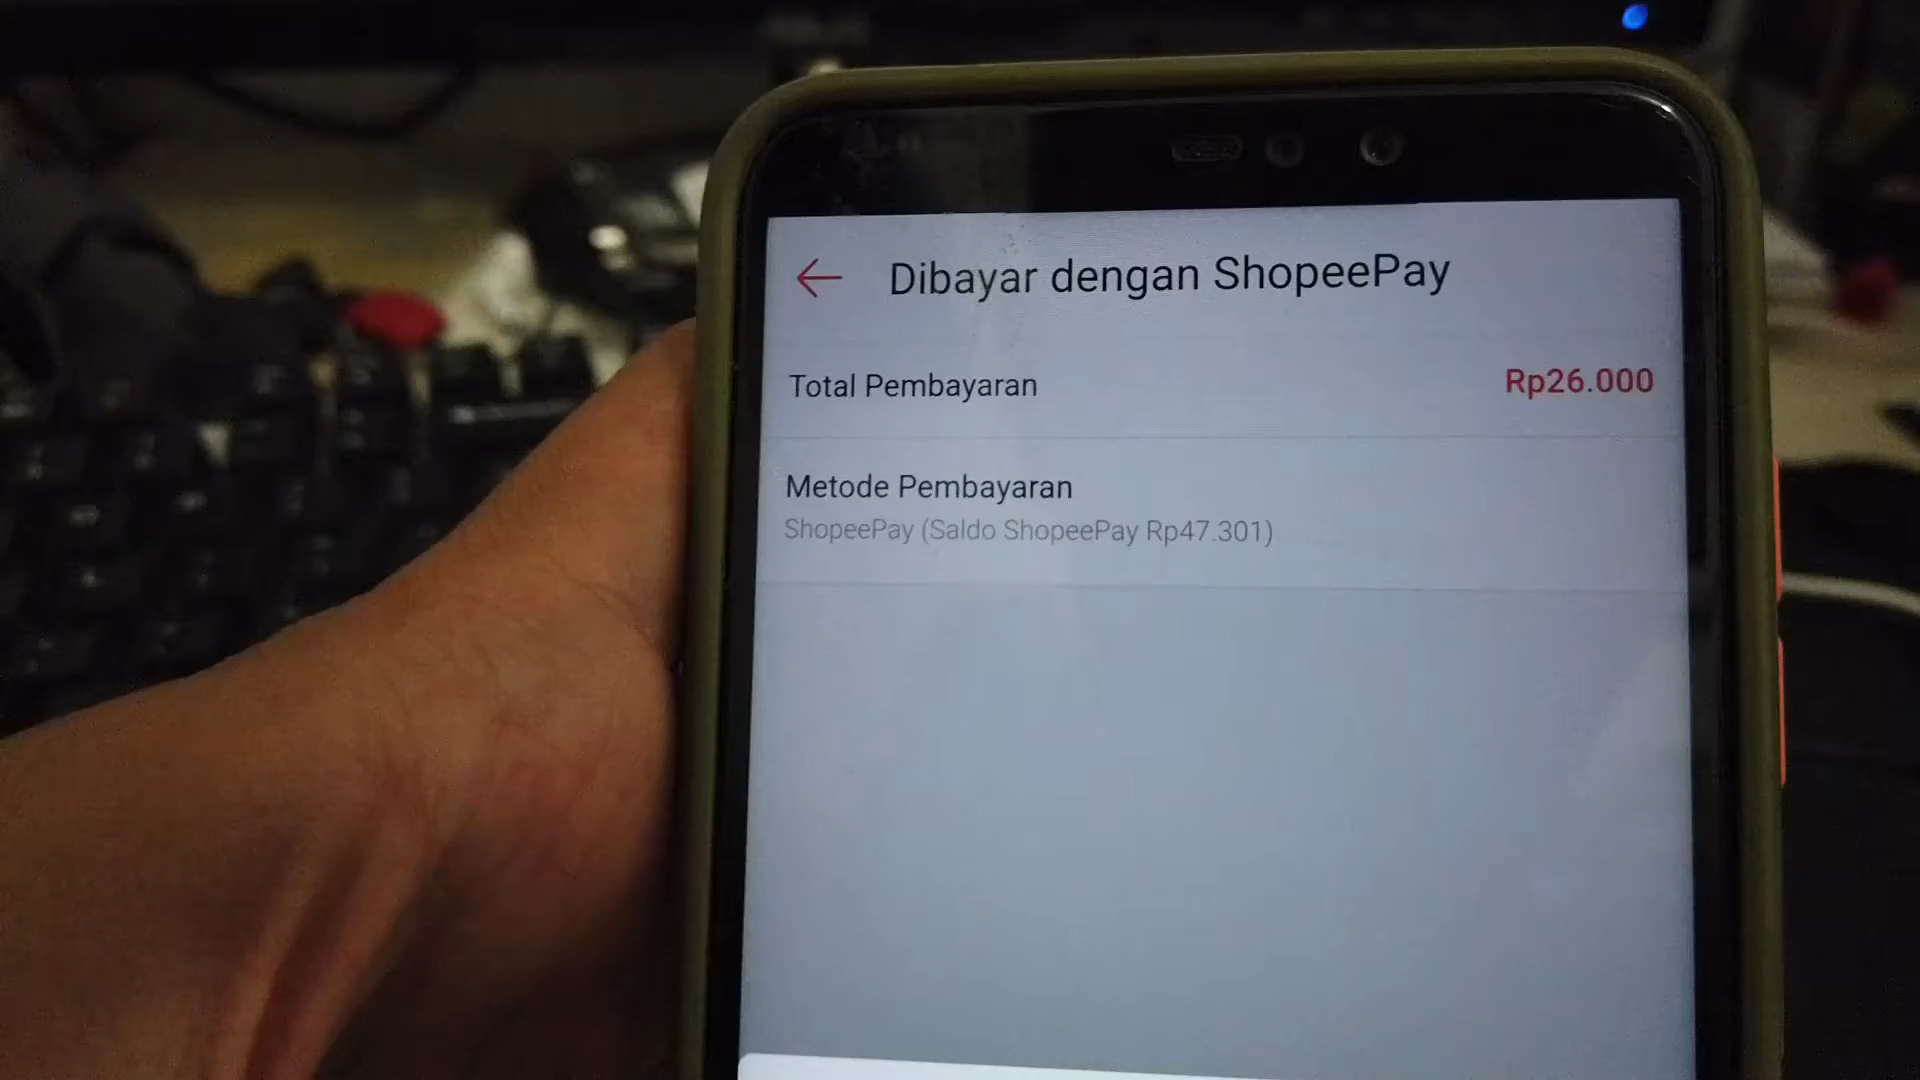 Dibayar dengan ShopeePay
Total Pembayaran Rp26.000
Metode Pembayaran
ShopeePay (Saldo ShopeePay Rp47.301)